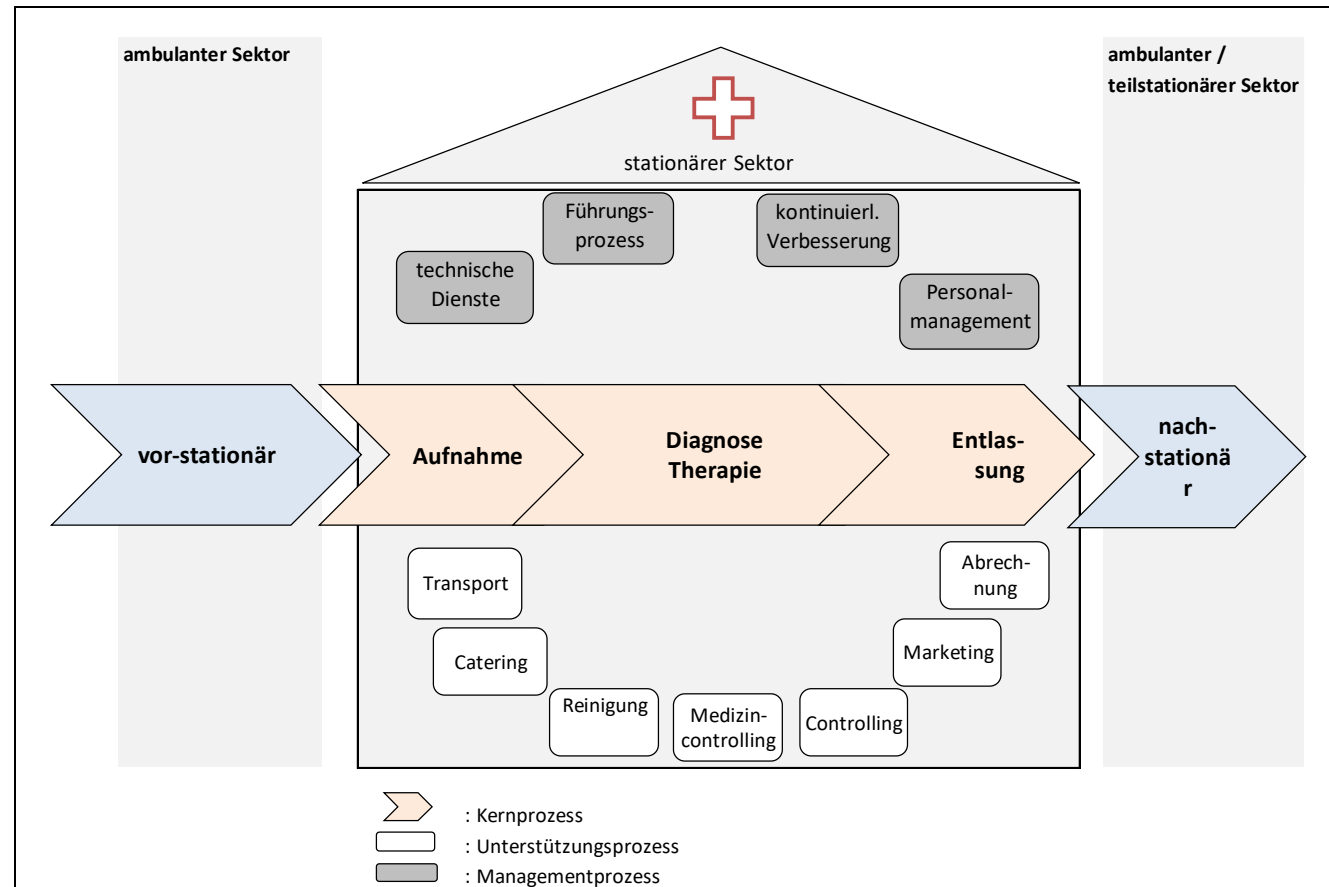 ambulanter Sektor
ambulanter /
teilstationärer Sektor
stationärer Sektor
Führungs-
prozess
kontinuierl.
Verbesserung
technische
Dienste
Personal-
management
vor-stationär
Aufnahme
Diagnose
Therapie
Entlas-
sung
nach-
stationä
r
Transport
Abrech-
nung
Catering
Marketing
Reinigung
Medizin-
controlling
Controlling
: Kernprozess
: Unterstützungsprozess
: Managementprozess